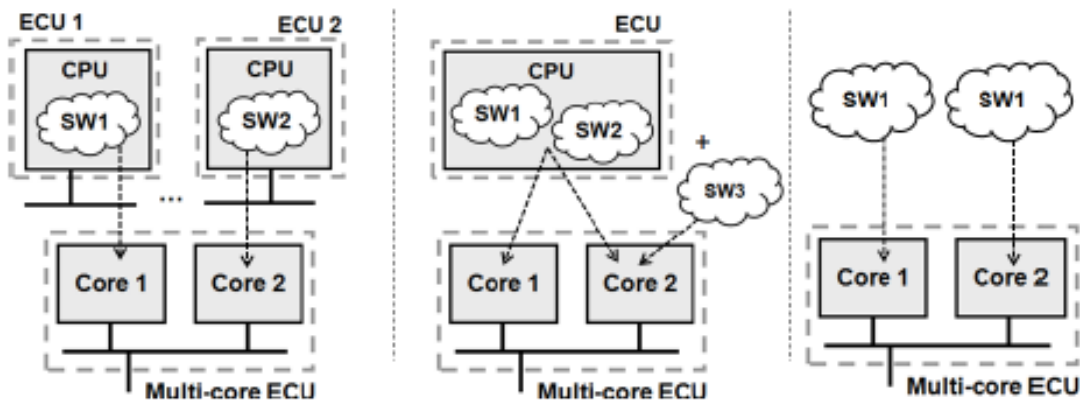 ECU 1
ECU 2
CPU
SW1
CPU
SW2
...
Core 1
Core 2
Multi-core ECU
ECU
CPU
SW1
SW2
+
SW3
Core 1
Core 2
Multi-core ECU
SW1
SW1
Core 1
Core 2
Multi-core ECU